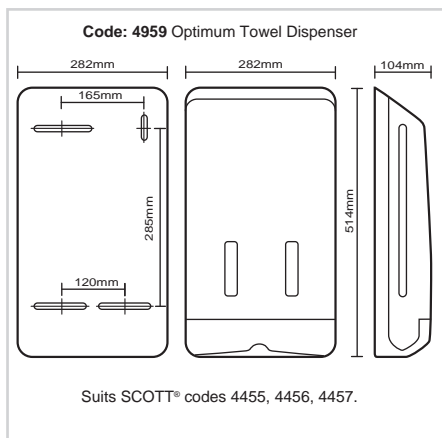 Code: 4959 Optimum Towel Dispenser
282mm
282mm
104mm
165mm
285mm
514mm
120mm
Suits SCOTT® codes 4455, 4456, 4457.